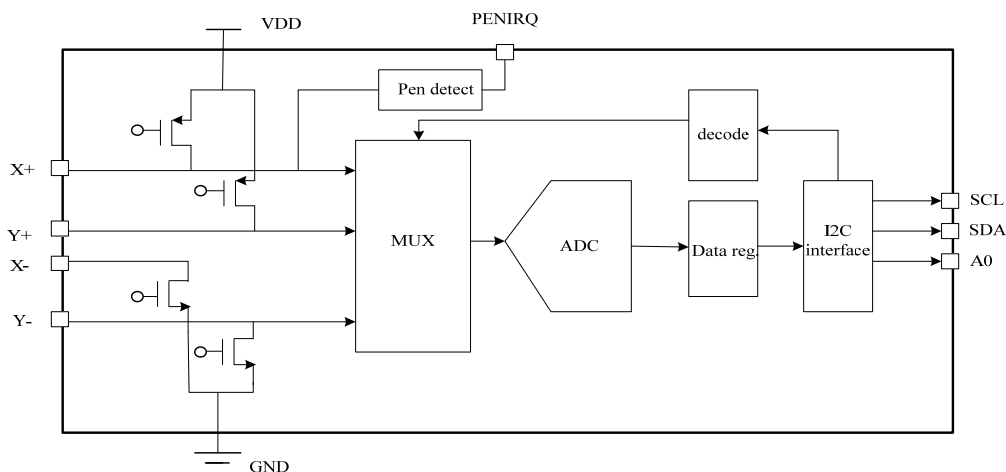 PENIRQ
VDD
Pen detect
decode
X+
Y+
X-
Y-
MUX
ADC
Data reg.
I2C
interface
SCL
SDA
A0
GND